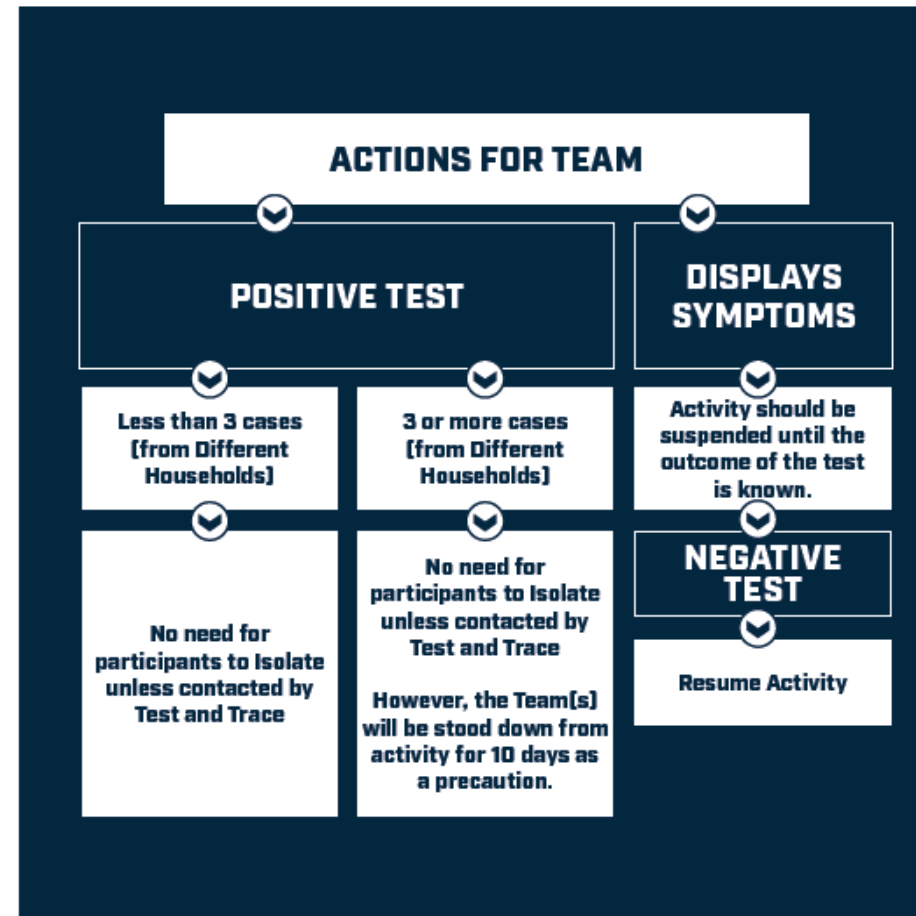 ACTIONS FOR TEAM
POSITIVE TEST
DISPLAYS
SYMPTOMS
Less than 3 cases
(from Different
Households)
3 or more cases
(from Different
Households)
Activity should be
suspended until the
outcome of the test
is known.
No need for
participants to Isolate
unless contacted by
Test and Trace
No need for
participants to Isolate
unless contacted by
Test and Trace
However, the Team(s)
will be stood down from
activity for 10 days as
a precaution.
NEGATIVE
TEST
Resume Activity